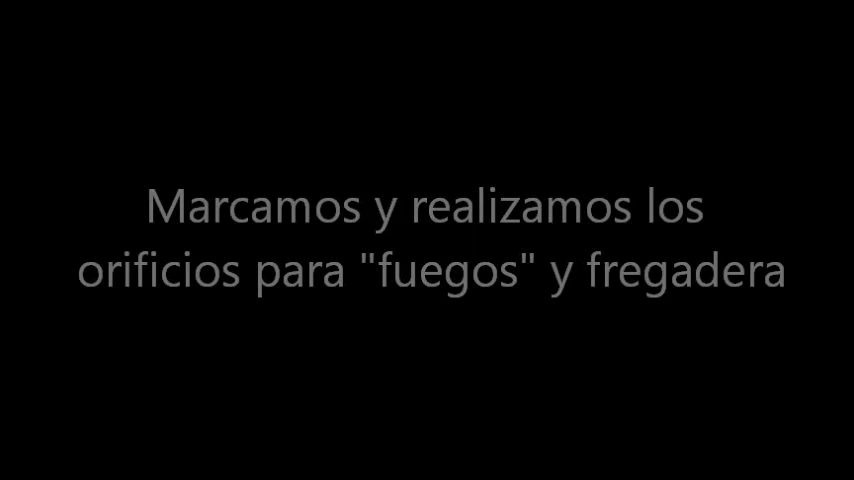 Marcamos y realizamos los
orificios para "fuegos" y fregadera